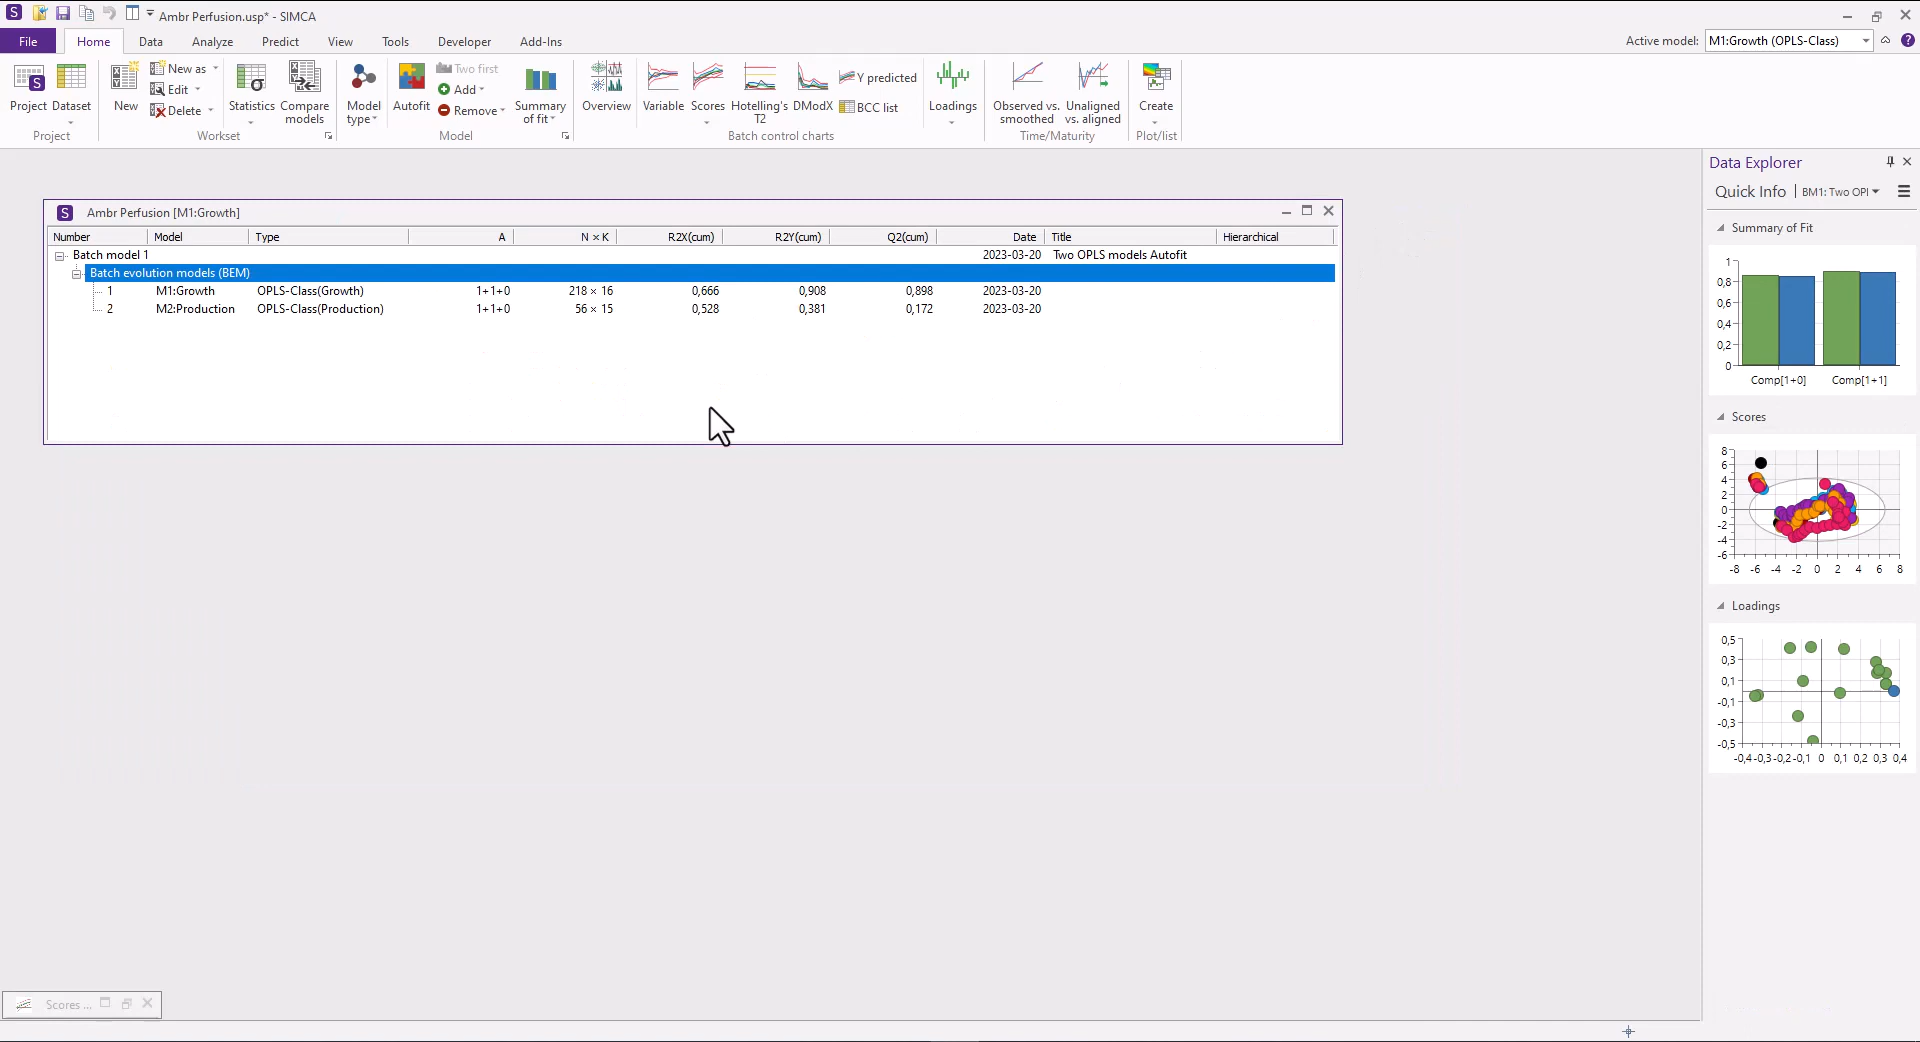 Ambr Perfusion.usp* - SIMCA
File Home Data Analyze Predict View Tools Developer Add-Ins
Active model: M1:Growth (OPLS-Class)
Project Dataset
Project
New
New as
Edit
Delete
Statistics
Compare models
Workset
Model type
Autofit
Two first
Add
Remove
Summary of fit
Model
Overview
Variable Scores Hotelling's T2 DModX
Y predicted
BCC list
Batch control charts
Loadings
Observed vs. smoothed
Unaligned vs. aligned
Time/Maturity
Create
Plot/list
Ambr Perfusion [M1:Growth]
Number Model Type A N × K R2X(cum) R2Y(cum) Q2(cum) Date Title Hierarchical
Batch model 1 2023-03-20 Two OPLS models Autofit
Batch evolution models (BEM)
1 M1:Growth OPLS-Class(Growth) 1+1+0 218 × 16 0,666 0,908 0,898 2023-03-20
2 M2:Production OPLS-Class(Production) 1+1+0 56 × 15 0,528 0,381 0,172 2023-03-20
Data Explorer
Quick Info | BM1: Two OPI
Summary of Fit
1
0,8
0,6
0,4
0,2
0
Comp[1+0] Comp[1+1]
Scores
8
6
4
2
0
-2
-4
-6
-8 -6 -4 -2 0 2 4 6 8
Loadings
0,5
0,3
0,1
-0,1
-0,3
-0,5
-0,4 -0,3 -0,2 -0,1 0 0,1 0,2 0,3 0,4
Scores ...